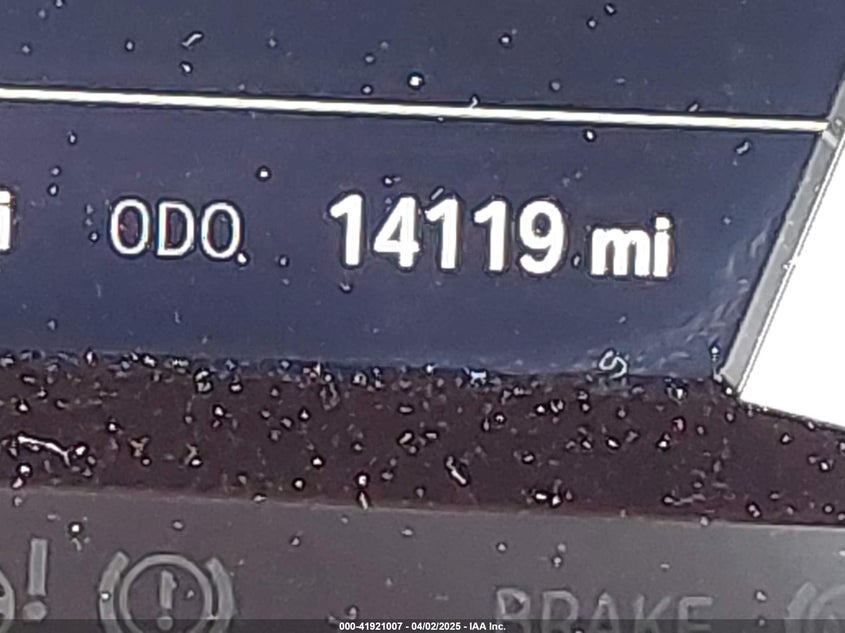 i ODO 14119 mi
! (!) BRAKE
000-41921007 - 04/02/2025 - IAA Inc.